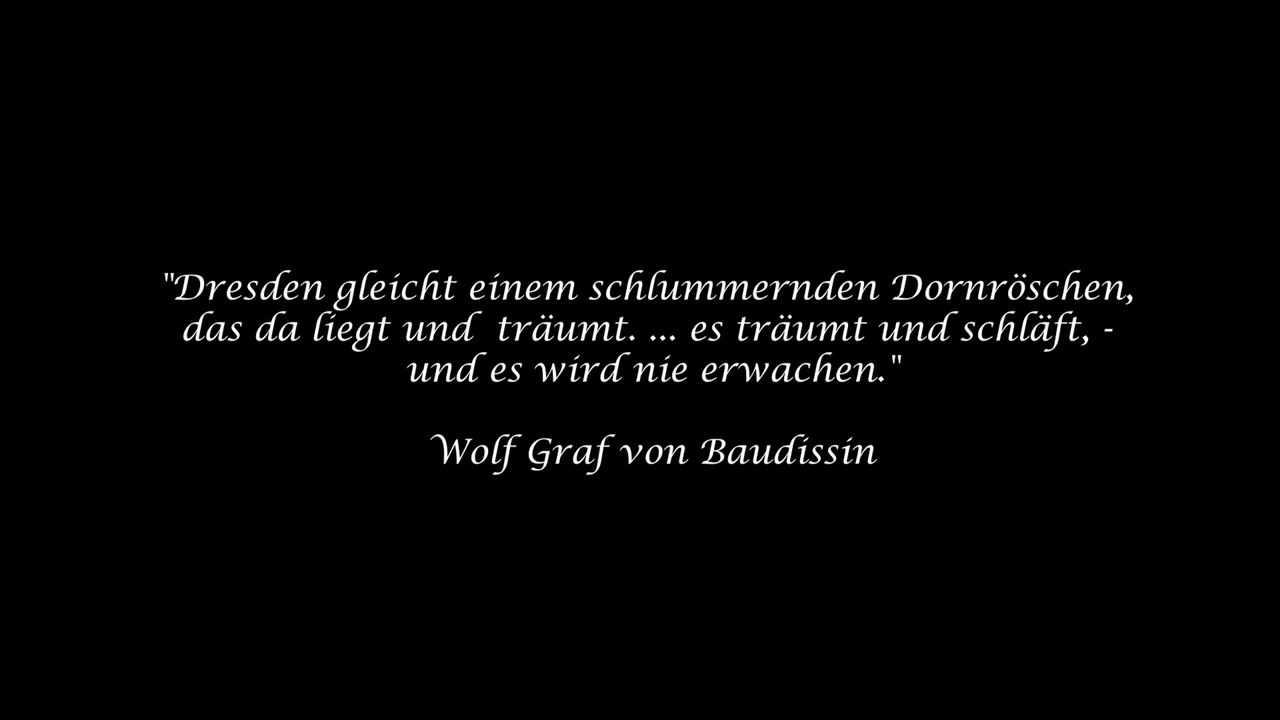 "Dresden gleicht einem schlummernden Dornröschen,
das da liegt und  träumt. ... es träumt und schläft, -
und es wird nie erwachen."
Wolf Graf von Baudissin